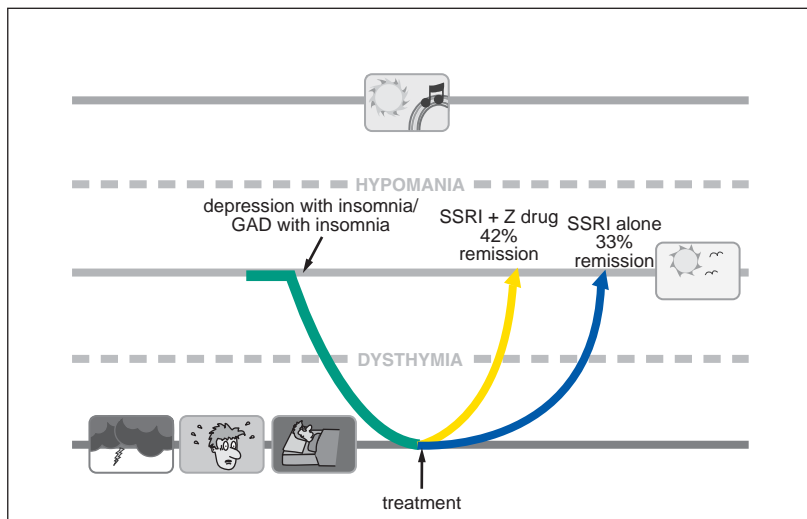 HYPOMANIA
depression with insomnia/
GAD with insomnia
SSRI + Z drug
42%
remission
SSRI alone
33%
remission
DYSTHYMIA
treatment